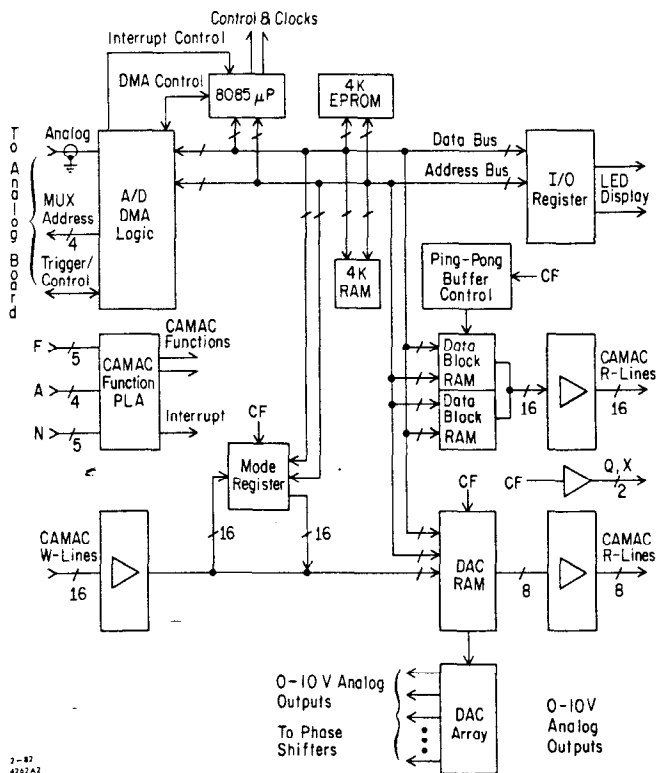 Control & Clocks
Interrupt Control
DMA Control
8085 μP
4K
EPROM
To Analog Board
Analog
MUX
Address
4
Trigger/
Control
A/D
DMA
Logic
Data Bus
Address Bus
I/O
Register
LED
Display
4K
RAM
Ping-Pong
Buffer
Control
CF
F
5
A
4
N
5
CAMAC
Function
PLA
CAMAC
Functions
Interrupt
CF
Mode
Register
16
16
Data
Block
RAM
Data
Block
RAM
16
CAMAC
R-Lines
16
CF
Q, X
2
CAMAC
W-Lines
16
CF
DAC
RAM
8
CAMAC
R-Lines
8
0-10 V Analog
Outputs
To Phase
Shifters
DAC
Array
0-10V
Analog
Outputs
2-82
4262A2